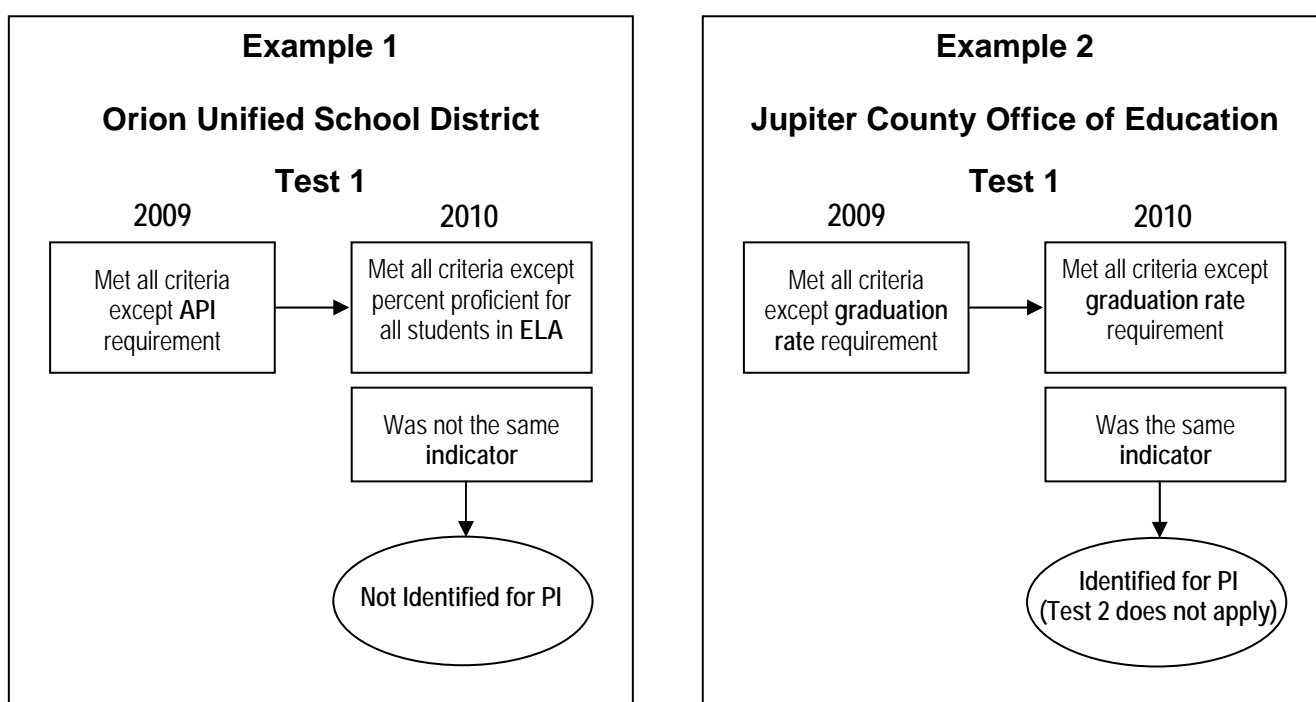 Example 1
Orion Unified School District
Test 1
2009
2010
Met all criteria
except API
requirement
Met all criteria except
percent proficient for
all students in ELA
Was not the same
indicator
Not Identified for PI
Example 2
Jupiter County Office of Education
Test 1
2009
2010
Met all criteria
except graduation
rate requirement
Met all criteria except
graduation rate
requirement
Was the same
indicator
Identified for PI
(Test 2 does not apply)